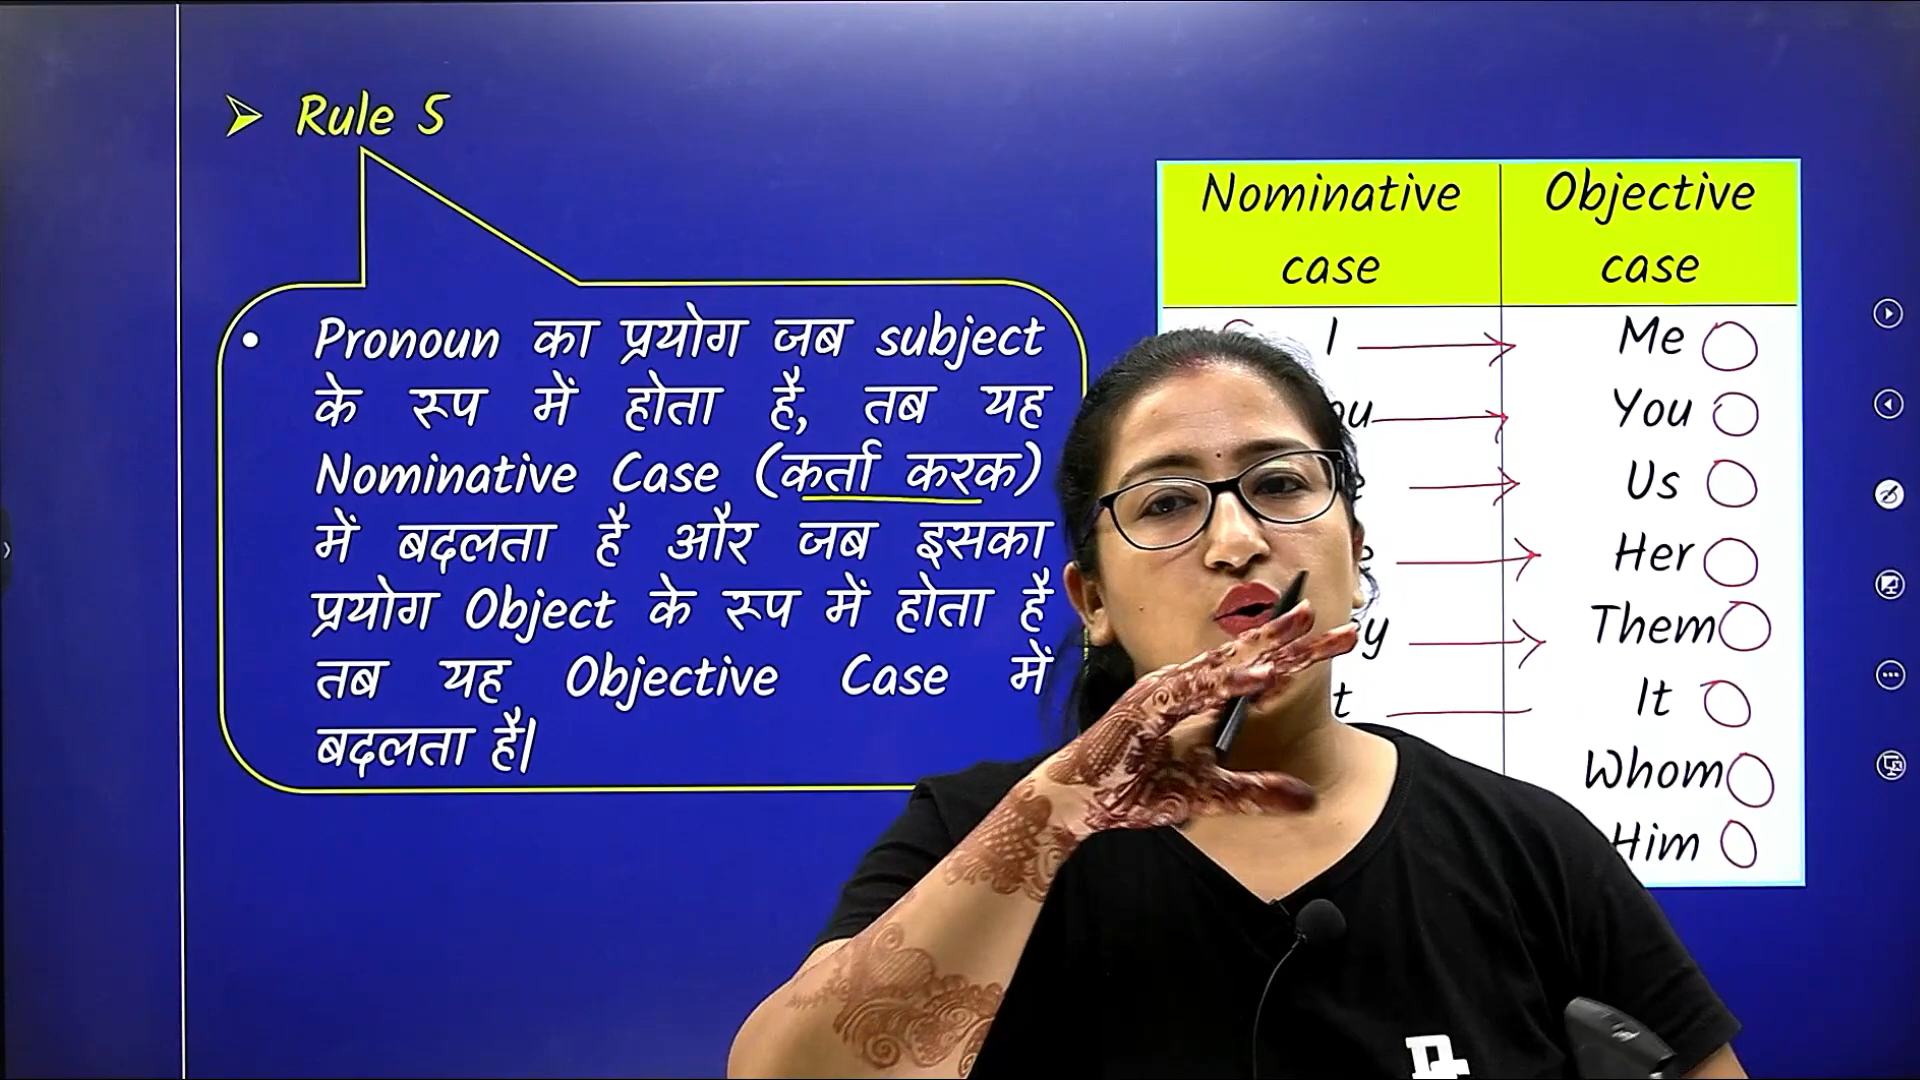 Rule 5
Pronoun का प्रयोग जब subject
के रूप में होता है, तब यह
Nominative Case (कर्ता करक)
में बदलता है और जब इसका
प्रयोग Object के रूप में होता है
तब यह Objective Case में
बदलता है|
Nominative case
Objective case
I Me
You
Us
Her
Them
It
Whom
Him